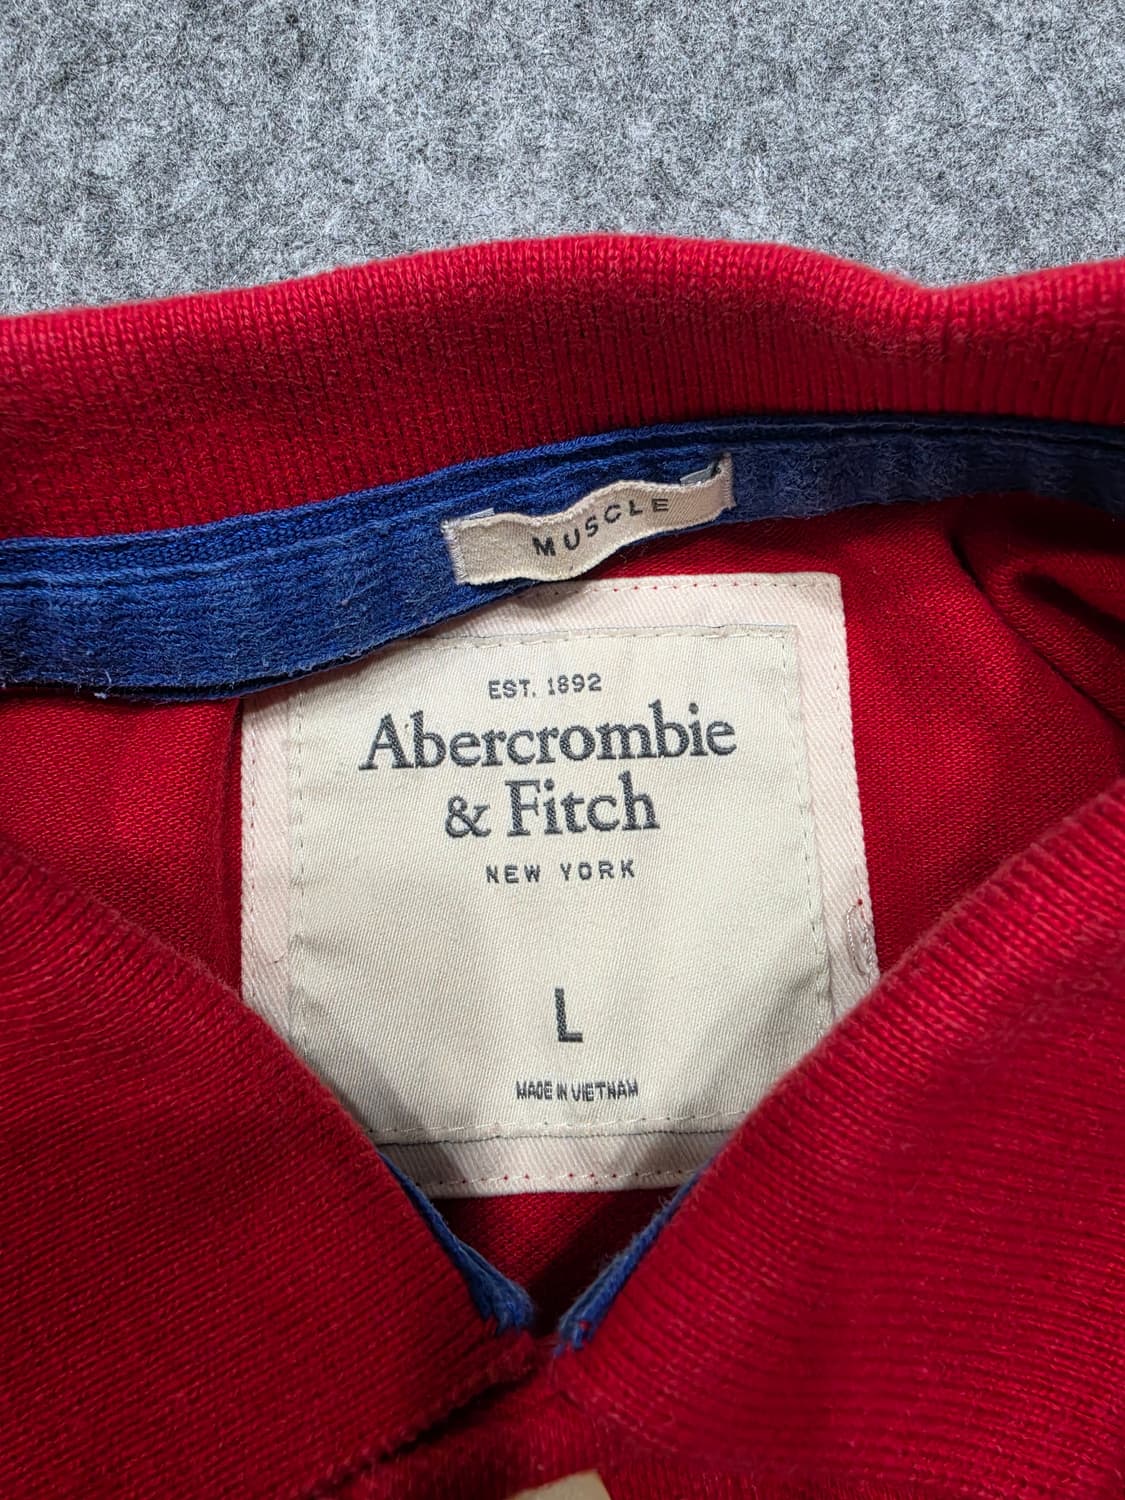 MUSCLE
EST. 1892
Abercrombie
& Fitch
NEW YORK
L
MADE IN VIETNAM